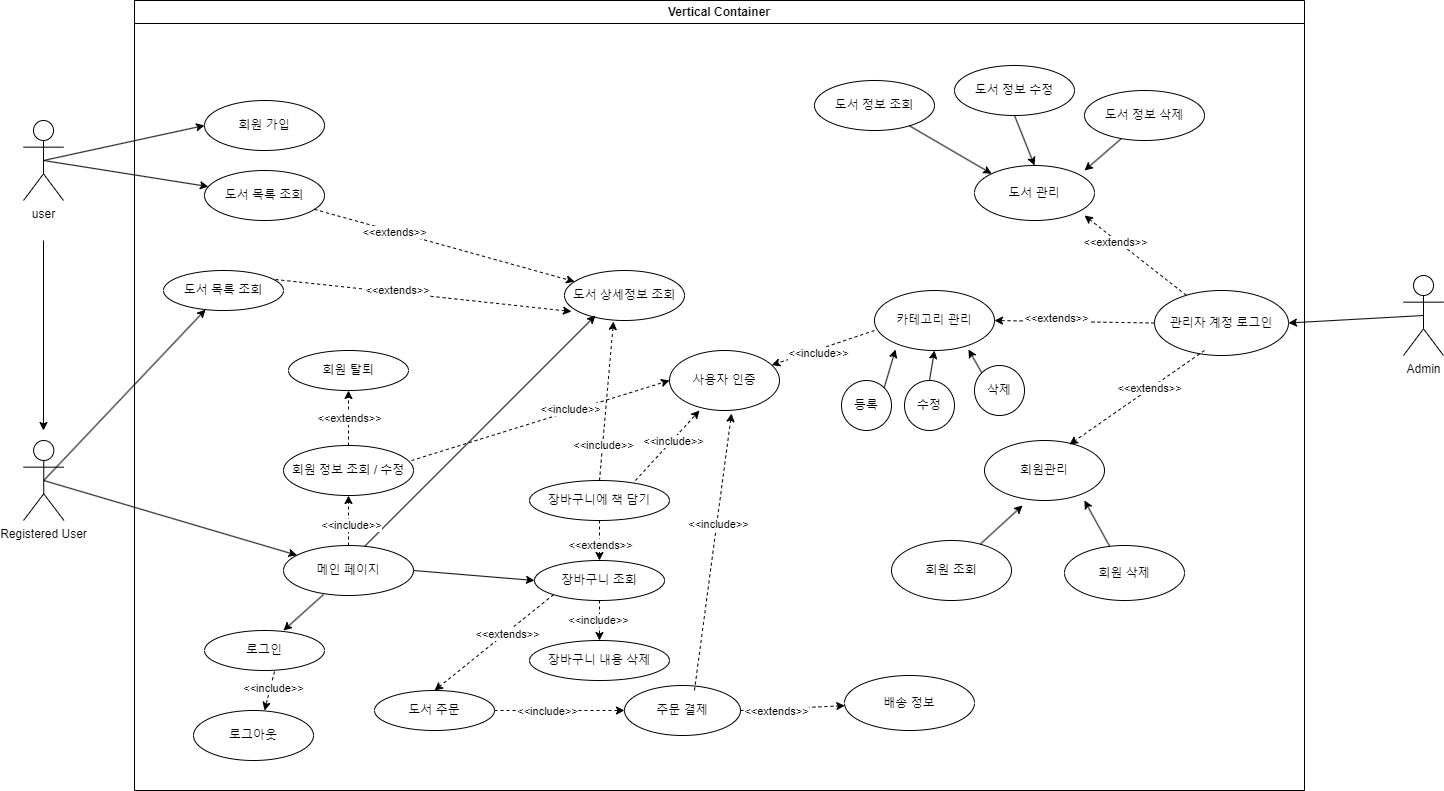 Vertical Container
도서 정보 조회
도서 정보 수정
도서 정보 삭제
회원 가입
도서 관리
도서 목록 조회
user
<<extends>>
<<extends>>
도서 목록 조회
<<extends>>
도서 상세정보 조회
카테고리 관리
<<extends>>
관리자 계정 로그인
Admin
<<include>>
회원 탈퇴
사용자 인증
등록
수정
삭제
<<extends>>
<<extends>>
<<include>>
<<include>>
<<include>>
회원 정보 조회 / 수정
회원관리
장바구니에 책 담기
<<include>>
<<include>>
Registered User
<<extends>>
메인 페이지
장바구니 조회
회원 조회
회원 삭제
<<include>>
<<extends>>
로그인
장바구니 내용 삭제
<<include>>
도서 주문
<<include>>
주문 결제
<<extends>>
배송 정보
로그아웃